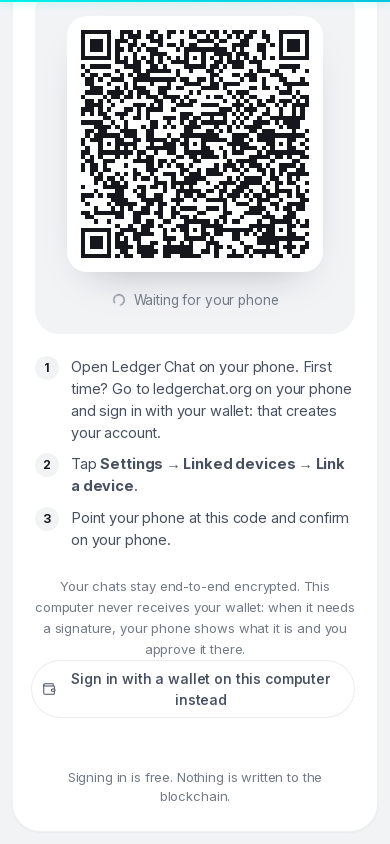 Waiting for your phone
1 Open Ledger Chat on your phone. First
time? Go to ledgerchat.org on your phone
and sign in with your wallet: that creates
your account.
2 Tap Settings → Linked devices → Link
a device.
3 Point your phone at this code and confirm
on your phone.
Your chats stay end-to-end encrypted. This
computer never receives your wallet: when it needs
a signature, your phone shows what it is and you
approve it there.
Sign in with a wallet on this computer
instead
Signing in is free. Nothing is written to the
blockchain.